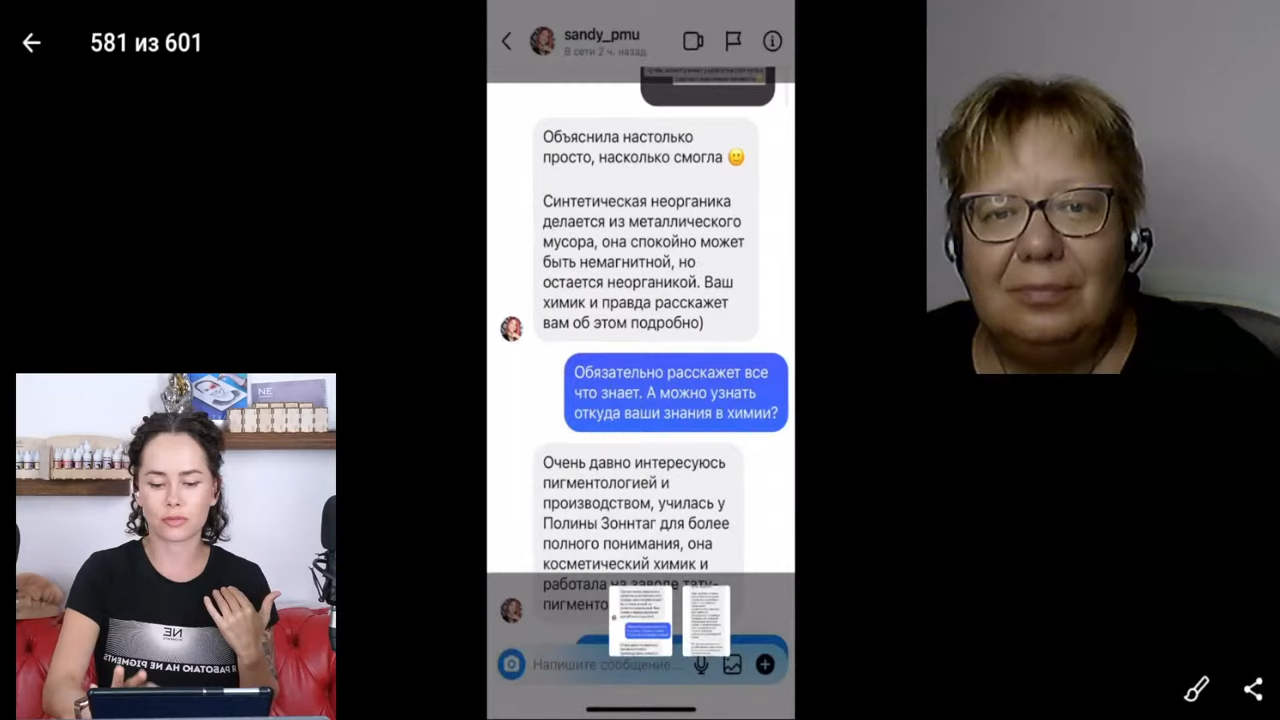 581 из 601
sandy_pmu
В сети 2 ч. назад
Объяснила настолько
просто, насколько смогла 🙂
Синтетическая неорганика
делается из металлического
мусора, она спокойно может
быть немагнитной, но
остается неорганикой. Ваш
химик и правда расскажет
вам об этом подробно)
Обязательно расскажет все
что знает. А можно узнать
откуда ваши знания в химии?
Очень давно интересуюсь
пигментологией и
производством, училась у
Полины Зоннтаг для более
полного понимания, она
косметический химик и
работала на заводе тату-
пигменто
Напишите сообщение...
NE
NE
Я РАБОТАЮ НА NE PIGMENTS